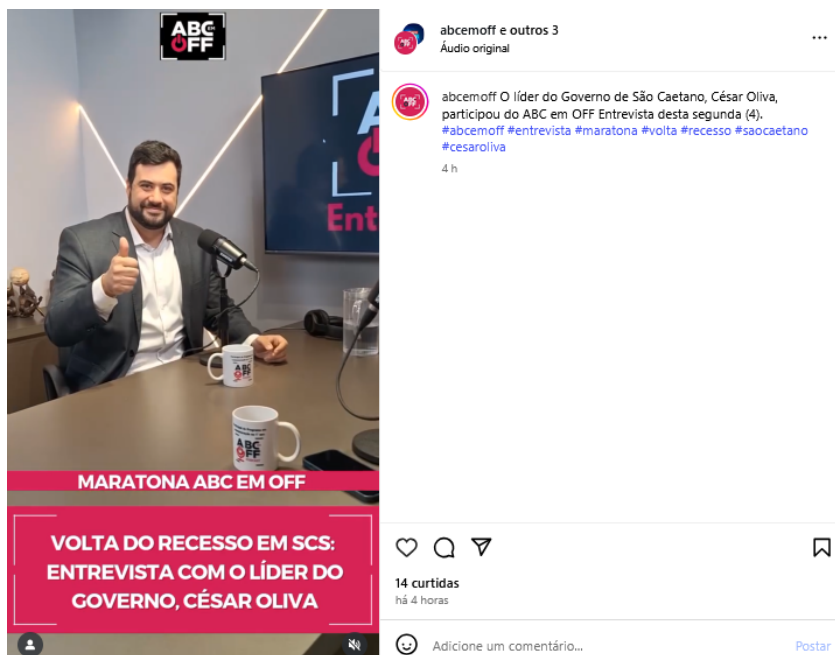 ABC EM
OFF
Ent
ABC
OFF
ABC
OFF
MARATONA ABC EM OFF
VOLTA DO RECESSO EM SCS:
ENTREVISTA COM O LÍDER DO
GOVERNO, CÉSAR OLIVA
abcemoff e outros 3
Áudio original
abcemoff O líder do Governo de São Caetano, César Oliva,
participou do ABC em OFF Entrevista desta segunda (4).
#abcemoff #entrevista #maratona #volta #recesso #saocaetano
#cesaroliva
4 h
14 curtidas
há 4 horas
Adicione um comentário...
Postar